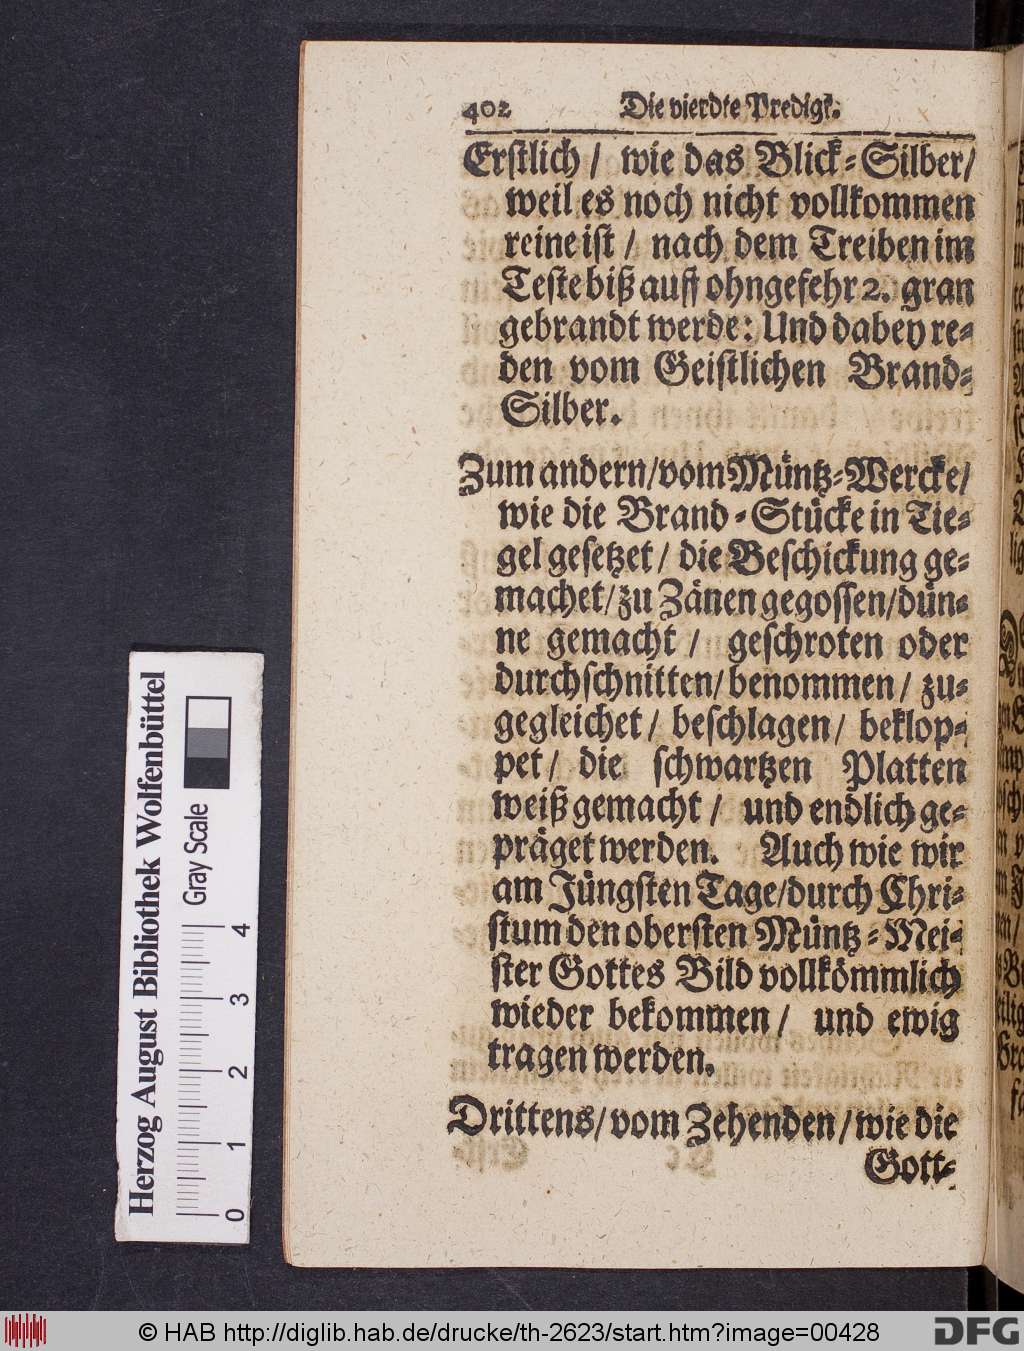 402 Die vierdte Predigt.
Erstlich / wie das Blick-Silber/
weil es noch nicht vollkommen
reine ist / nach dem Treiben im
Teste biß auff ohngefehr 2. gran
gebrandt werde: Und dabey re-
den vom Geistlichen Brand-
Silber.
Zum andern/vom Müntz-Wercke/
wie die Brand-Stücke in Tie-
gel gesetzet / die Beschickung ge-
machet/zu Zänen gegossen/dün-
ne gemacht / geschroten oder
durchschnitten/benommen/ zu-
gegleichet / beschlagen/ beklop-
pet/ die schwartzen Platten
weiß gemacht / und endlich ge-
präget werden. Auch wie wir
am Jüngsten Tage/durch Chri-
stum den obersten Müntz-Mei-
ster Gottes Bild vollkömmlich
wieder bekommen / und ewig
tragen werden.
Drittens/vom Zehenden/wie die
Gott-
Herzog August Bibliothek Wolfenbüttel
Gray Scale
0 1 2 3 4
© HAB http://diglib.hab.de/drucke/th-2623/start.htm?image=00428
DFG